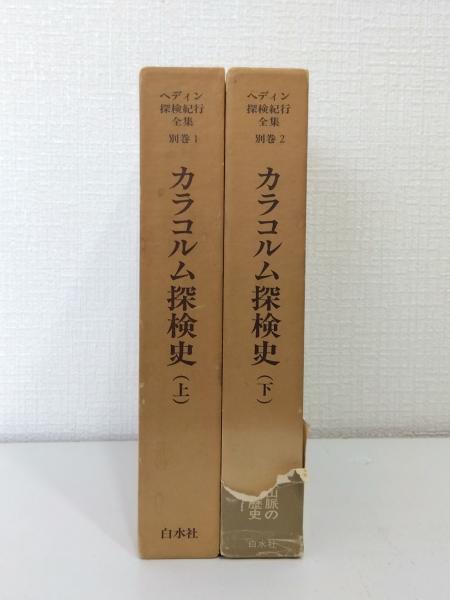 ヘディン
探検紀行
全集
別巻 1
カラコルム探検史(上)
白水社
ヘディン
探検紀行
全集
別巻 2
カラコルム探検史(下)
山脈の
歴史
白水社